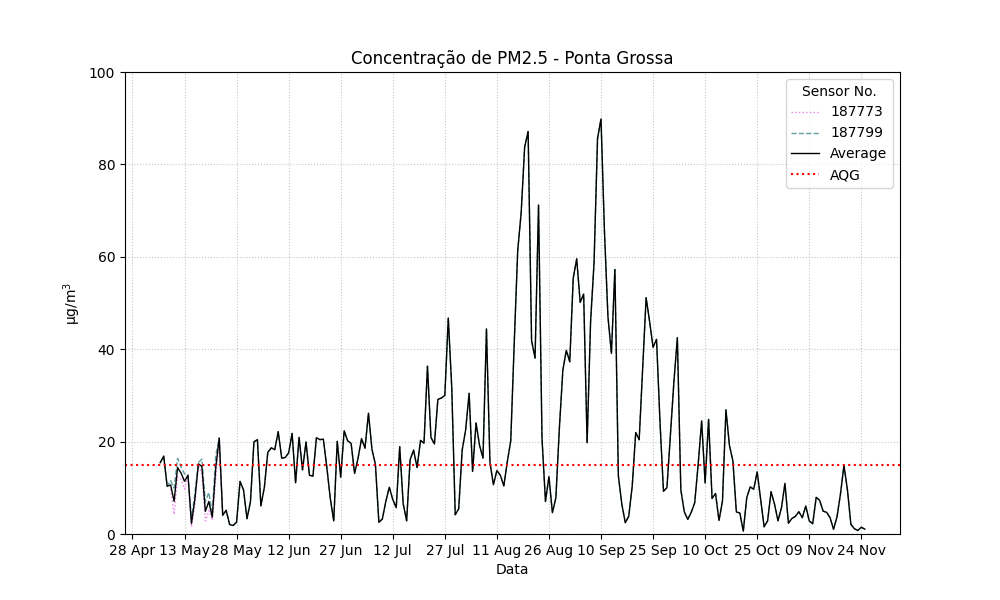 Concentração de PM2.5 - Ponta Grossa
Sensor No.
187773
187799
Average
AQG
100
80
60
40
20
0
µg/m³
28 Apr 13 May 28 May 12 Jun 27 Jun 12 Jul 27 Jul 11 Aug 26 Aug 10 Sep 25 Sep 10 Oct 25 Oct 09 Nov 24 Nov
Data